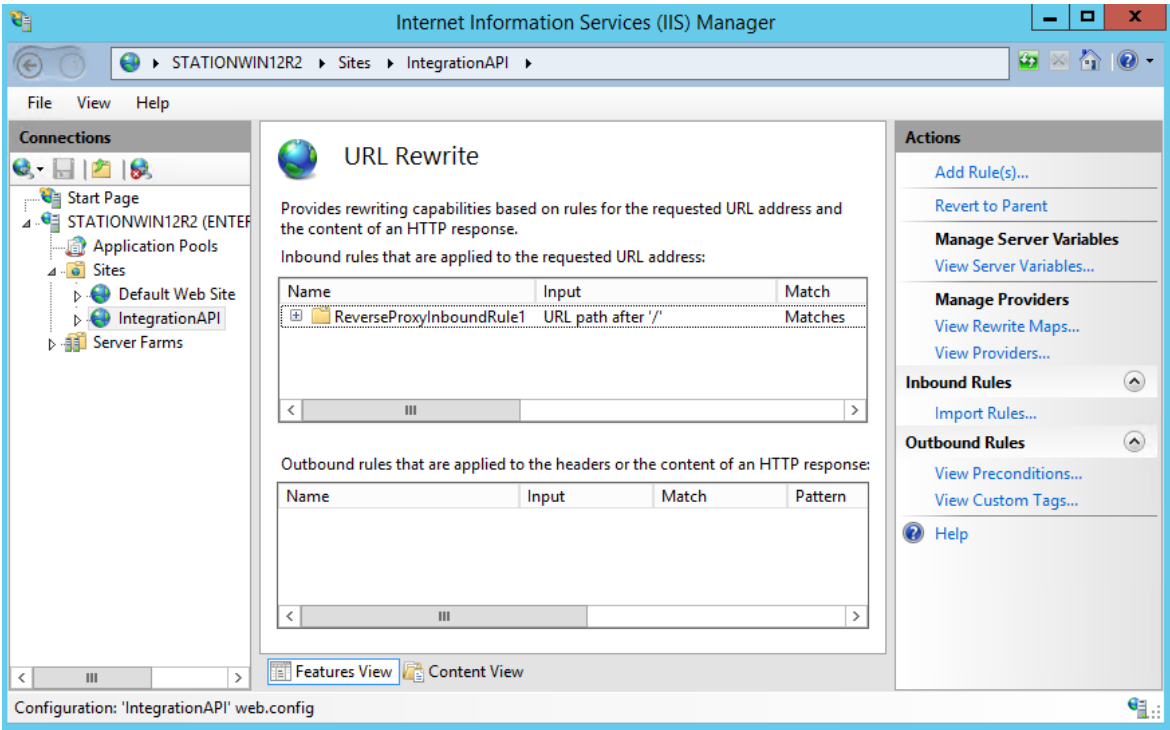 Internet Information Services (IIS) Manager
STATIONWIN12R2 Sites IntegrationAPI
File View Help
Connections
Start Page
STATIONWIN12R2 (ENTER
Application Pools
Sites
Default Web Site
IntegrationAPI
Server Farms
URL Rewrite
Provides rewriting capabilities based on rules for the requested URL address and
the content of an HTTP response.
Inbound rules that are applied to the requested URL address:
Name Input Match
ReverseProxyInboundRule1 URL path after '/' Matches
Outbound rules that are applied to the headers or the content of an HTTP response:
Name Input Match Pattern
Features View Content View
Actions
Add Rule(s)...
Revert to Parent
Manage Server Variables
View Server Variables...
Manage Providers
View Rewrite Maps...
View Providers...
Inbound Rules
Import Rules...
Outbound Rules
View Preconditions...
View Custom Tags...
Help
Configuration: 'IntegrationAPI' web.config